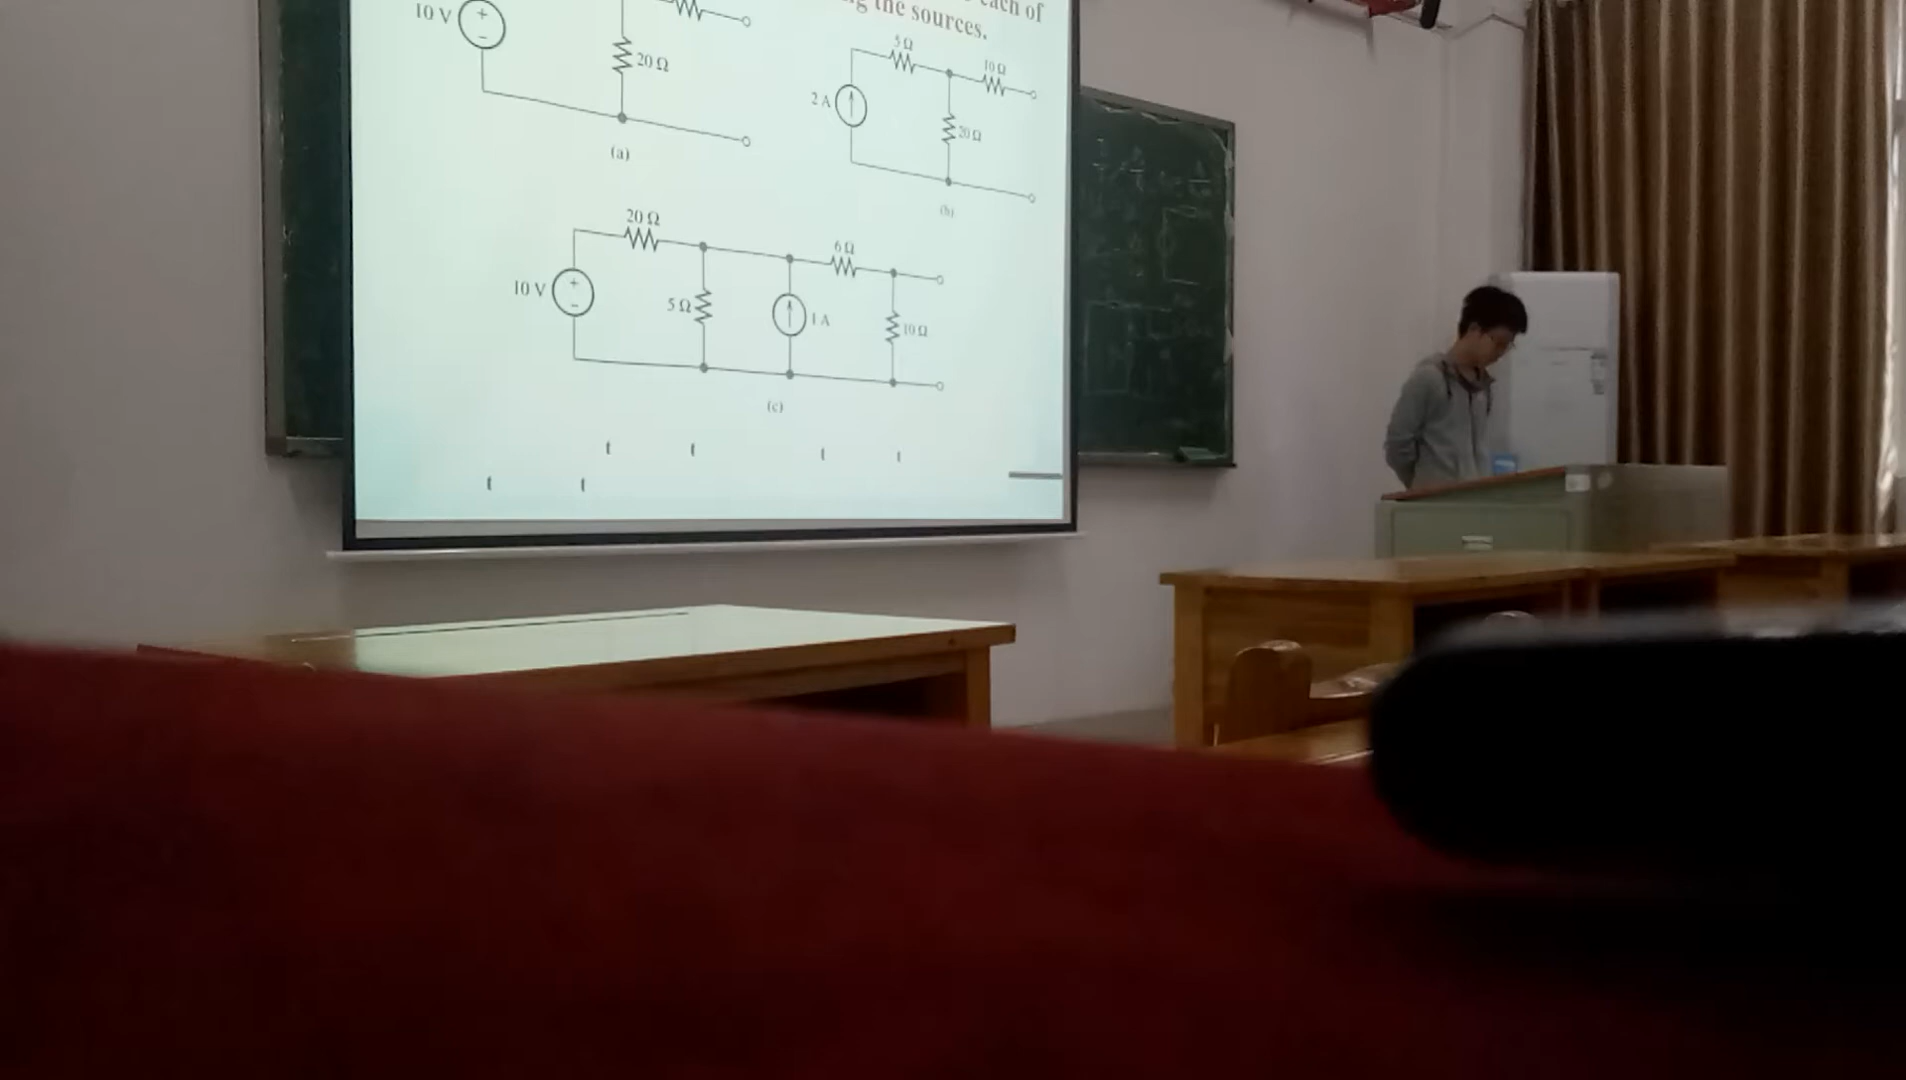 each of
the sources.
10 V
20 Ω
(a)
5 Ω
10 Ω
2 A
20 Ω
(b)
20 Ω
6 Ω
10 V
5 Ω
1 A
10 Ω
(c)
t t t t
t t